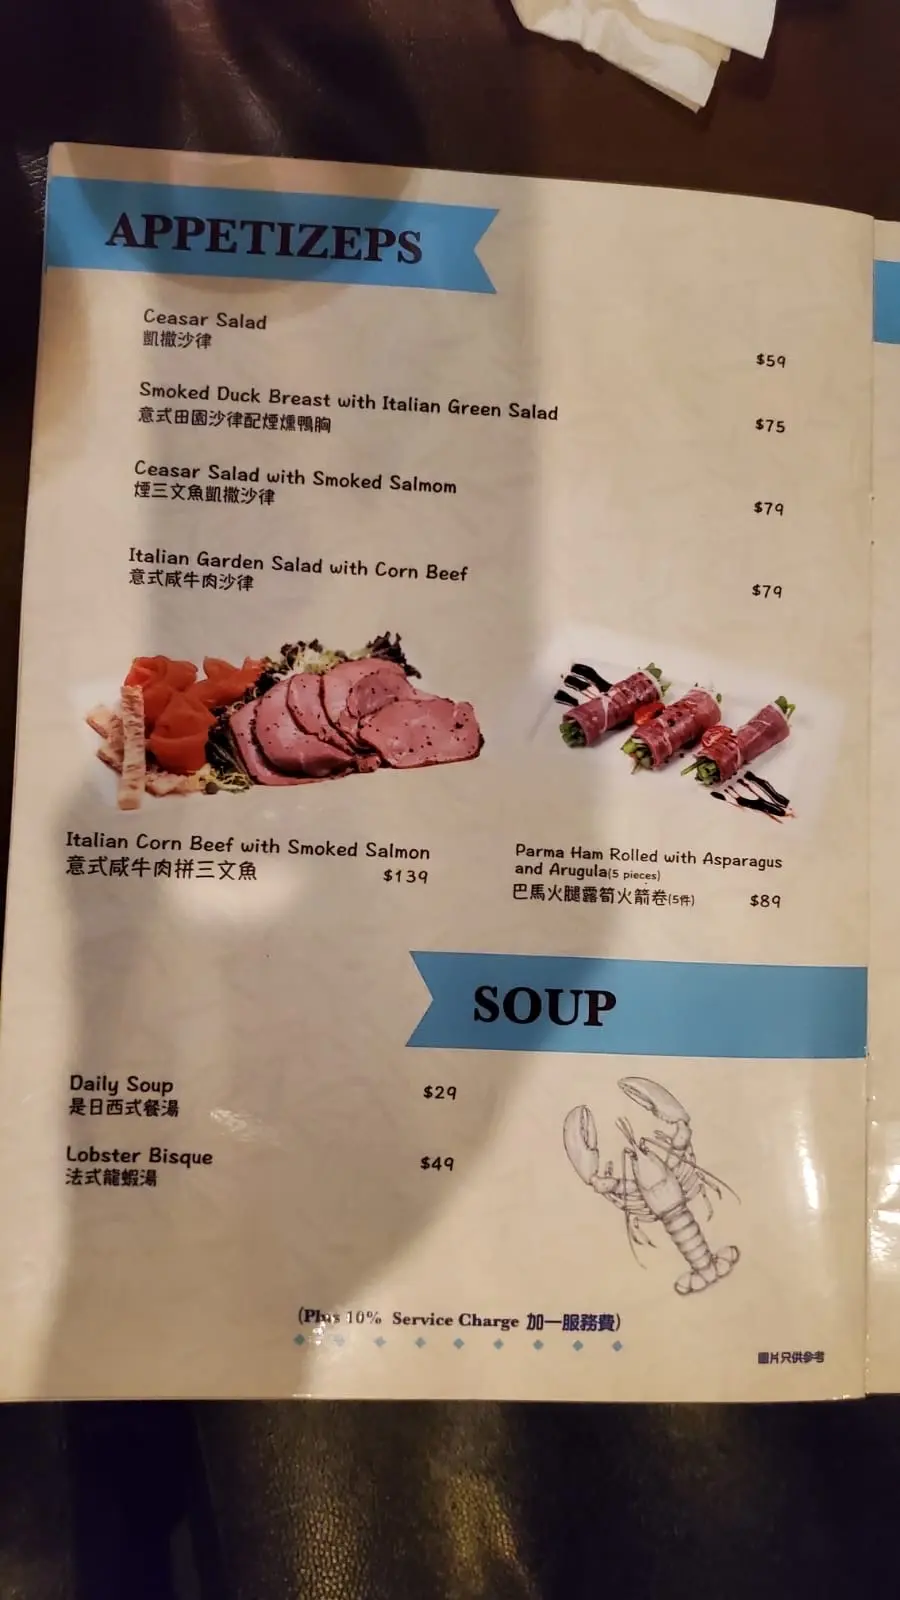 APPETIZEPS
Ceasar Salad
凱撒沙律
$59
Smoked Duck Breast with Italian Green Salad
意式田園沙律配煙燻鴨胸
$75
Ceasar Salad with Smoked Salmom
煙三文魚凱撒沙律
$79
Italian Garden Salad with Corn Beef
意式咸牛肉沙律
$79
Italian Corn Beef with Smoked Salmon
意式咸牛肉拼三文魚
$139
Parma Ham Rolled with Asparagus
and Arugula(5 pieces)
巴馬火腿露筍火箭卷(5件)
$89
SOUP
Daily Soup
是日西式餐湯
$29
Lobster Bisque
法式龍蝦湯
$49
(Plus 10% Service Charge 加一服務費)
圖片只供參考